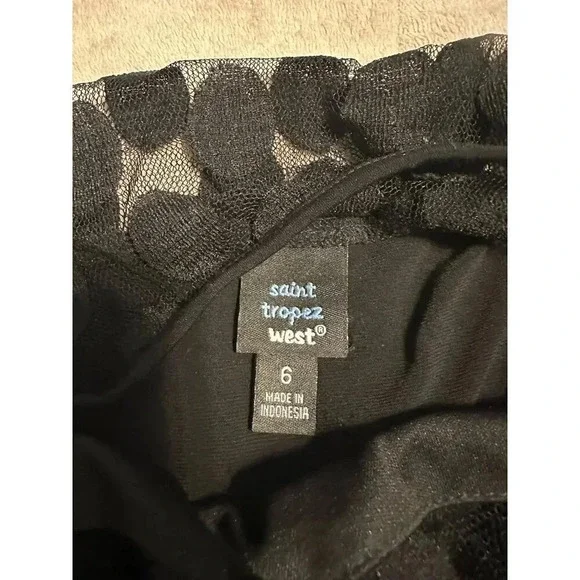 saint
tropez
west®
6
MADE IN
INDONESIA